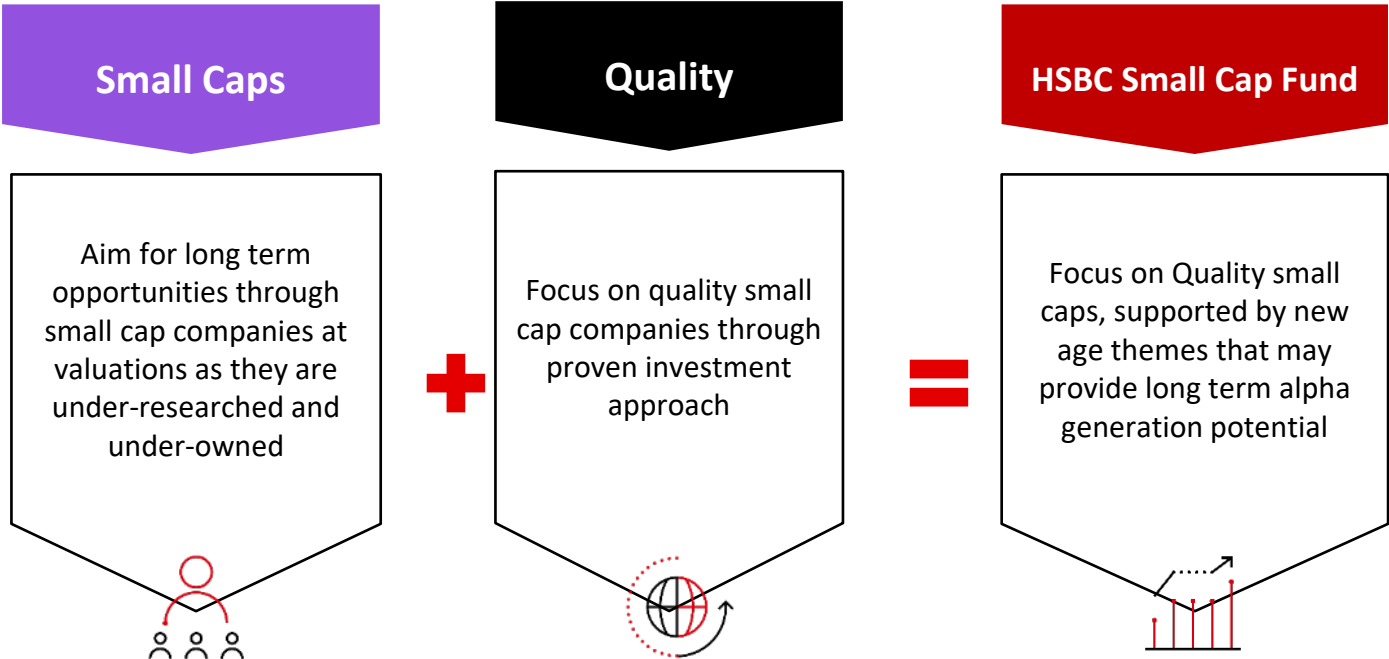 Small Caps
Aim for long term
opportunities through
small cap companies at
valuations as they are
under-researched and
under-owned
Quality
Focus on quality small
cap companies through
proven investment
approach
HSBC Small Cap Fund
Focus on Quality small
caps, supported by new
age themes that may
provide long term alpha
generation potential